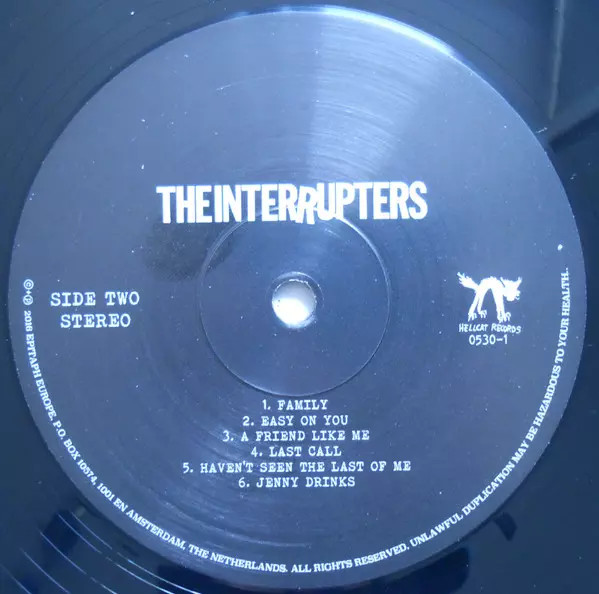 THE INTERRUPTERS
SIDE TWO
STEREO
HELLCAT RECORDS
0530-1
1. FAMILY
2. EASY ON YOU
3. A FRIEND LIKE ME
4. LAST CALL
5. HAVEN'T SEEN THE LAST OF ME
6. JENNY DRINKS
©+℗ 2018 EPITAPH EUROPE, P.O. BOX 10574, 1001 EN AMSTERDAM, THE NETHERLANDS. ALL RIGHTS RESERVED. UNLAWFUL DUPLICATION MAY BE HAZARDOUS TO YOUR HEALTH.